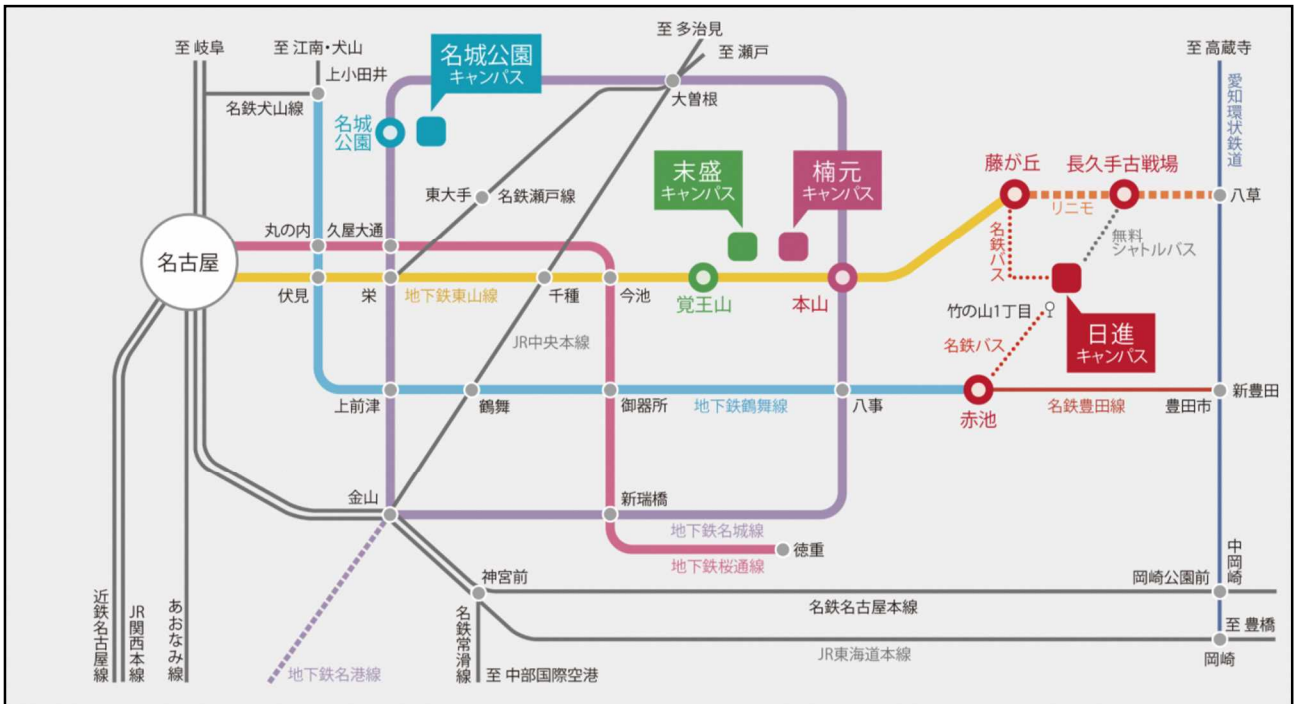 至 多治見
至 岐阜
至 江南・犬山
名城公園
キャンパス
至 瀬戸
至 高蔵寺
上小田井
愛知環状鉄道
大曽根
名鉄犬山線
名城
公園
末盛
キャンパス
楠元
キャンパス
藤が丘
長久手古戦場
東大手
名鉄瀬戸線
八草
リニモ
丸の内
久屋大通
名鉄バス
無料
シャトルバス
名古屋
伏見
栄
地下鉄東山線
千種
今池
覚王山
本山
竹の山1丁目
日進
キャンパス
JR中央本線
名鉄バス
上前津
鶴舞
御器所
地下鉄鶴舞線
八事
赤池
名鉄豊田線
豊田市
新豊田
金山
新瑞橋
地下鉄名城線
徳重
地下鉄桜通線
中岡崎
神宮前
岡崎公園前
近鉄名古屋線
JR関西本線
あおなみ線
名鉄常滑線
名鉄名古屋本線
至 豊橋
JR東海道本線
岡崎
地下鉄名港線
至 中部国際空港